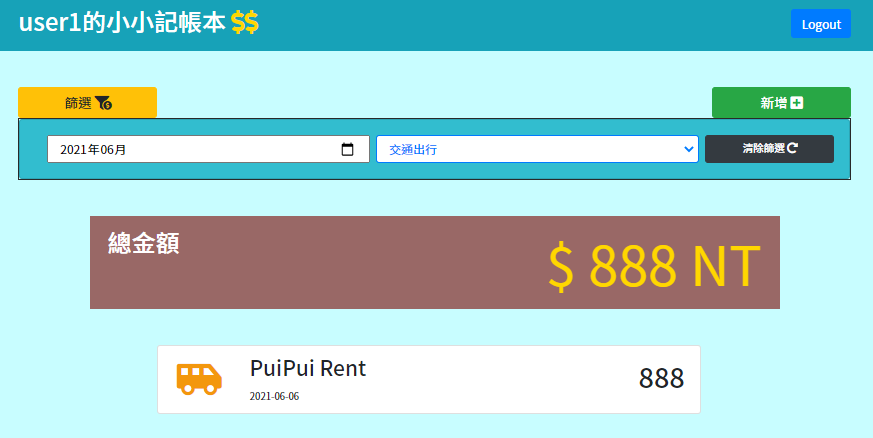 user1的小小記帳本 $$
Logout
篩選
新增
2021年06月
交通出行
清除篩選
總金額
$ 888 NT
PuiPui Rent
888
2021-06-06